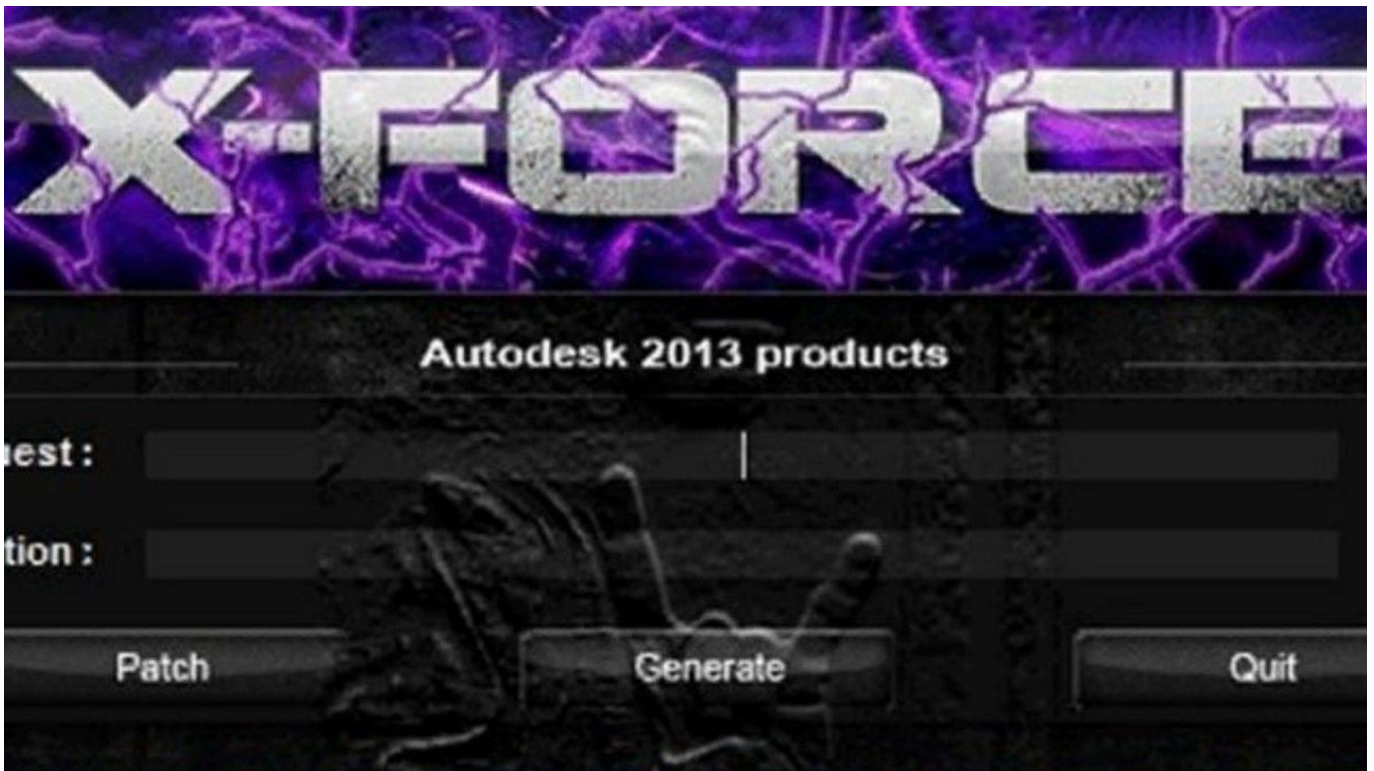 X-FORCE
Autodesk 2013 products
uest :
tion :
Patch Generate Quit